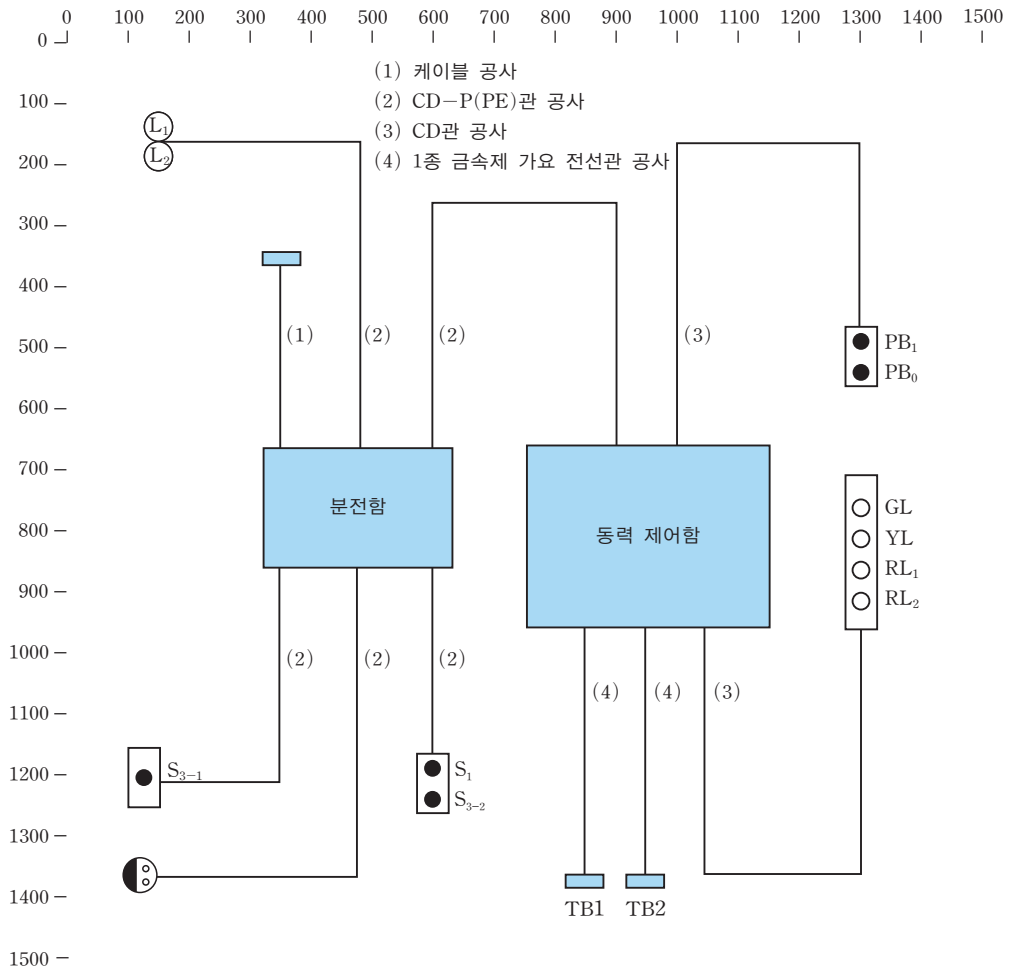 0 100 200 300 400 500 600 700 800 900 1000 1100 1200 1300 1400 1500
0
100
200
300
400
500
600
700
800
900
1000
1100
1200
1300
1400
1500
(1) 케이블 공사
(2) CD-P(PE)관 공사
(3) CD관 공사
(4) 1종 금속제 가요 전선관 공사
L₁
L₂
(1)
(2)
(2)
(3)
PB₁
PB₀
분전함
동력 제어함
GL
YL
RL₁
RL₂
(2)
(2)
(2)
(4)
(4)
(3)
S₃₋₁
S₁
S₃₋₂
TB1
TB2